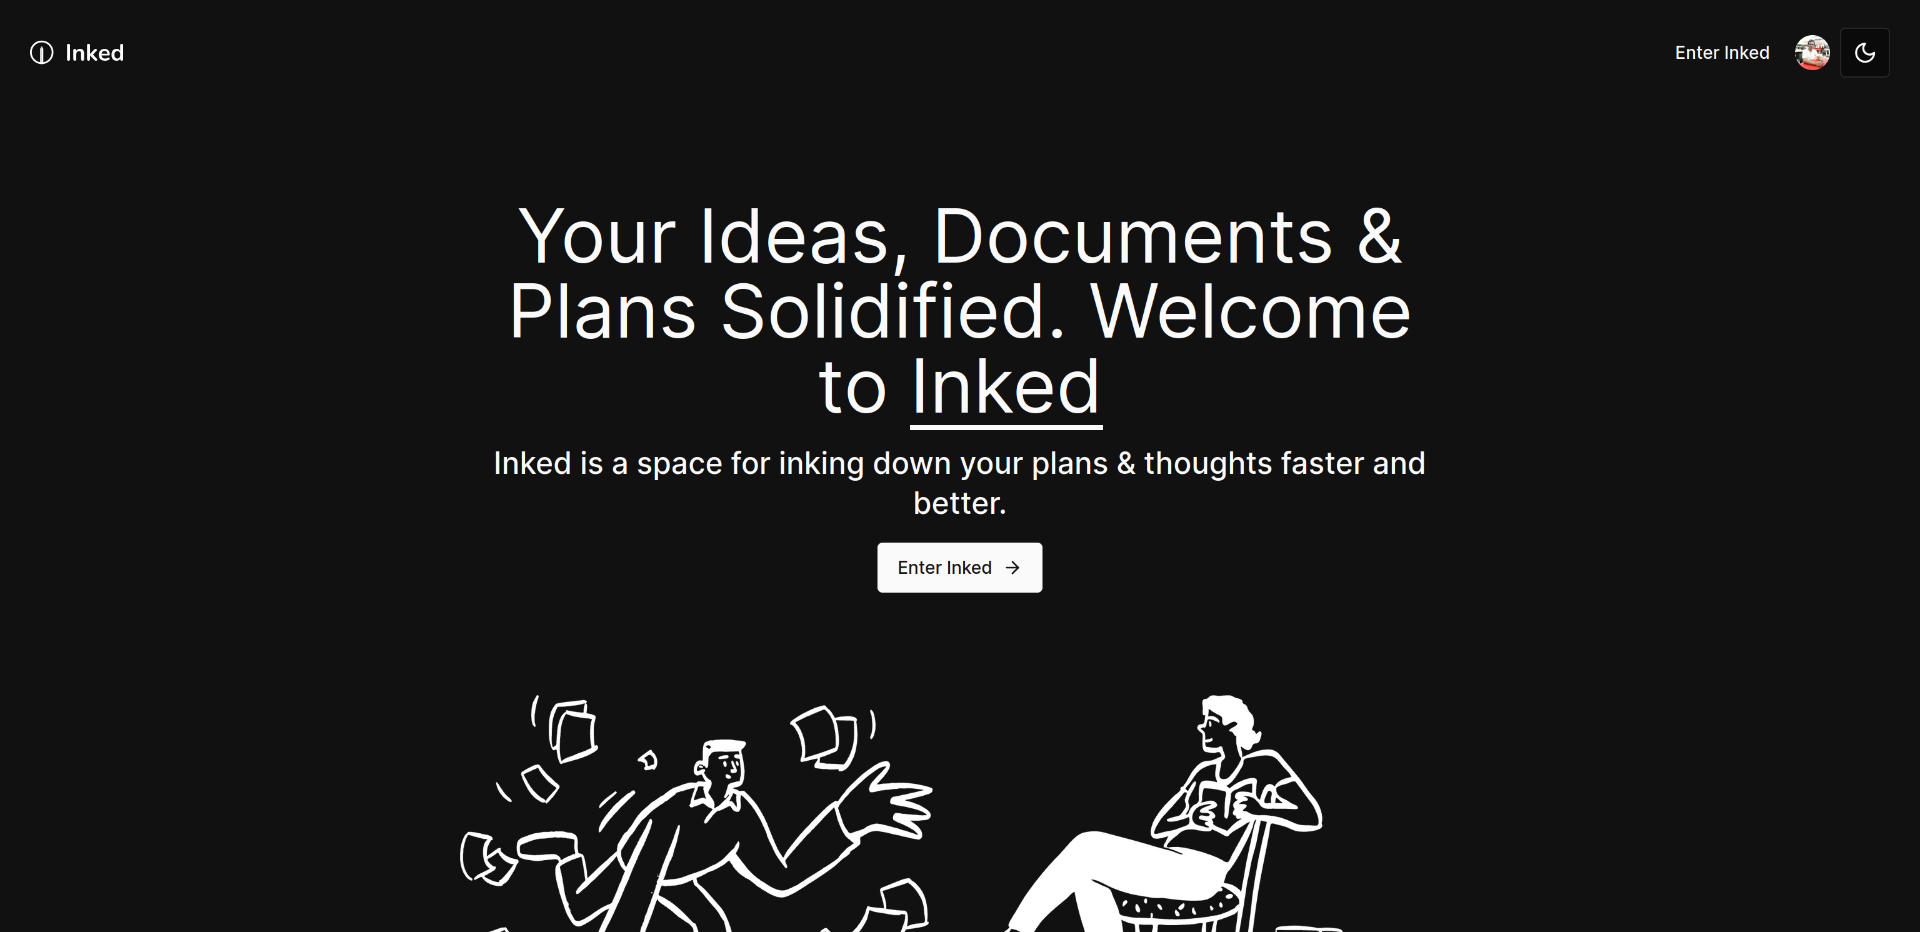 Inked
Enter Inked
Your Ideas, Documents &
Plans Solidified. Welcome
to Inked
Inked is a space for inking down your plans & thoughts faster and
better.
Enter Inked